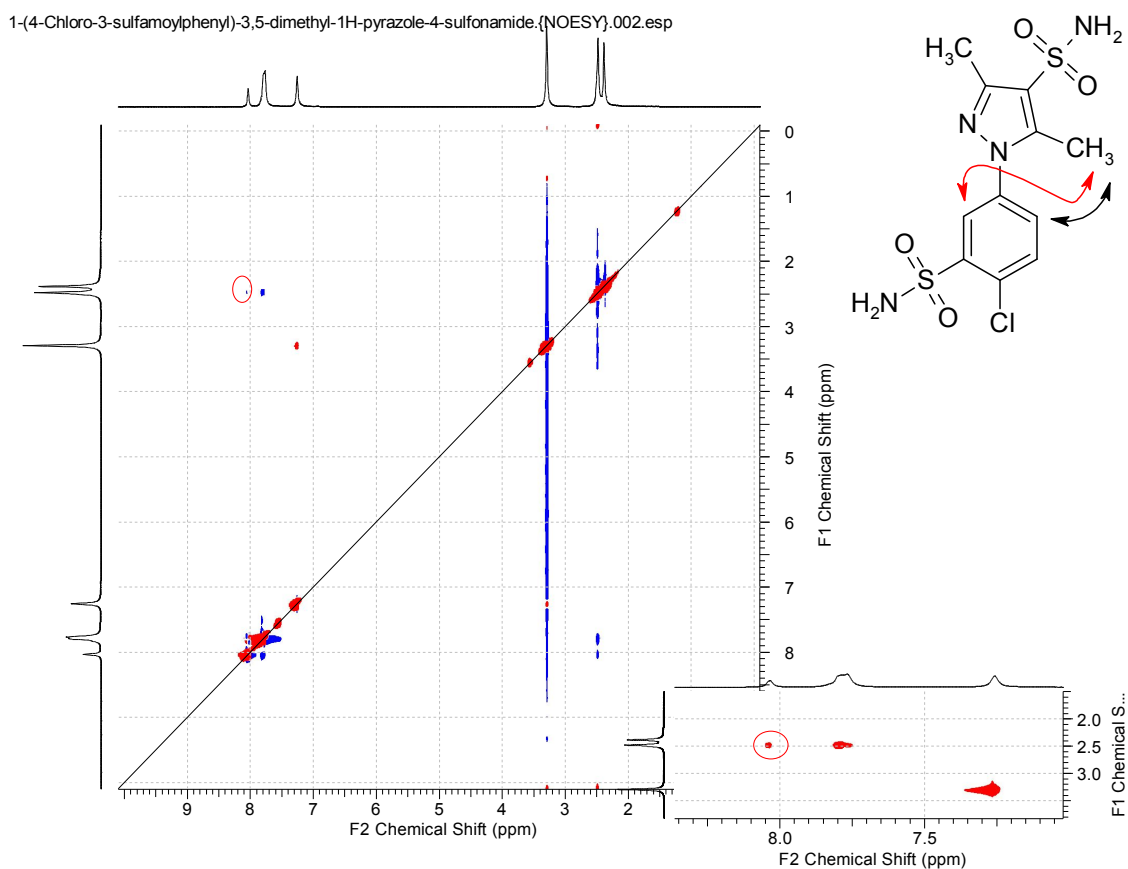 1-(4-Chloro-3-sulfamoylphenyl)-3,5-dimethyl-1H-pyrazole-4-sulfonamide.{NOESY}.002.esp
H₃C
O
S
NH₂
O
N
N
CH₃
O
S
H₂N
O
Cl
0
1
2
3
4
5
6
7
8
F1 Chemical Shift (ppm)
9 8 7 6 5 4 3 2
F2 Chemical Shift (ppm)
2.0
2.5
3.0
F1 Chemical S...
8.0 7.5
F2 Chemical Shift (ppm)